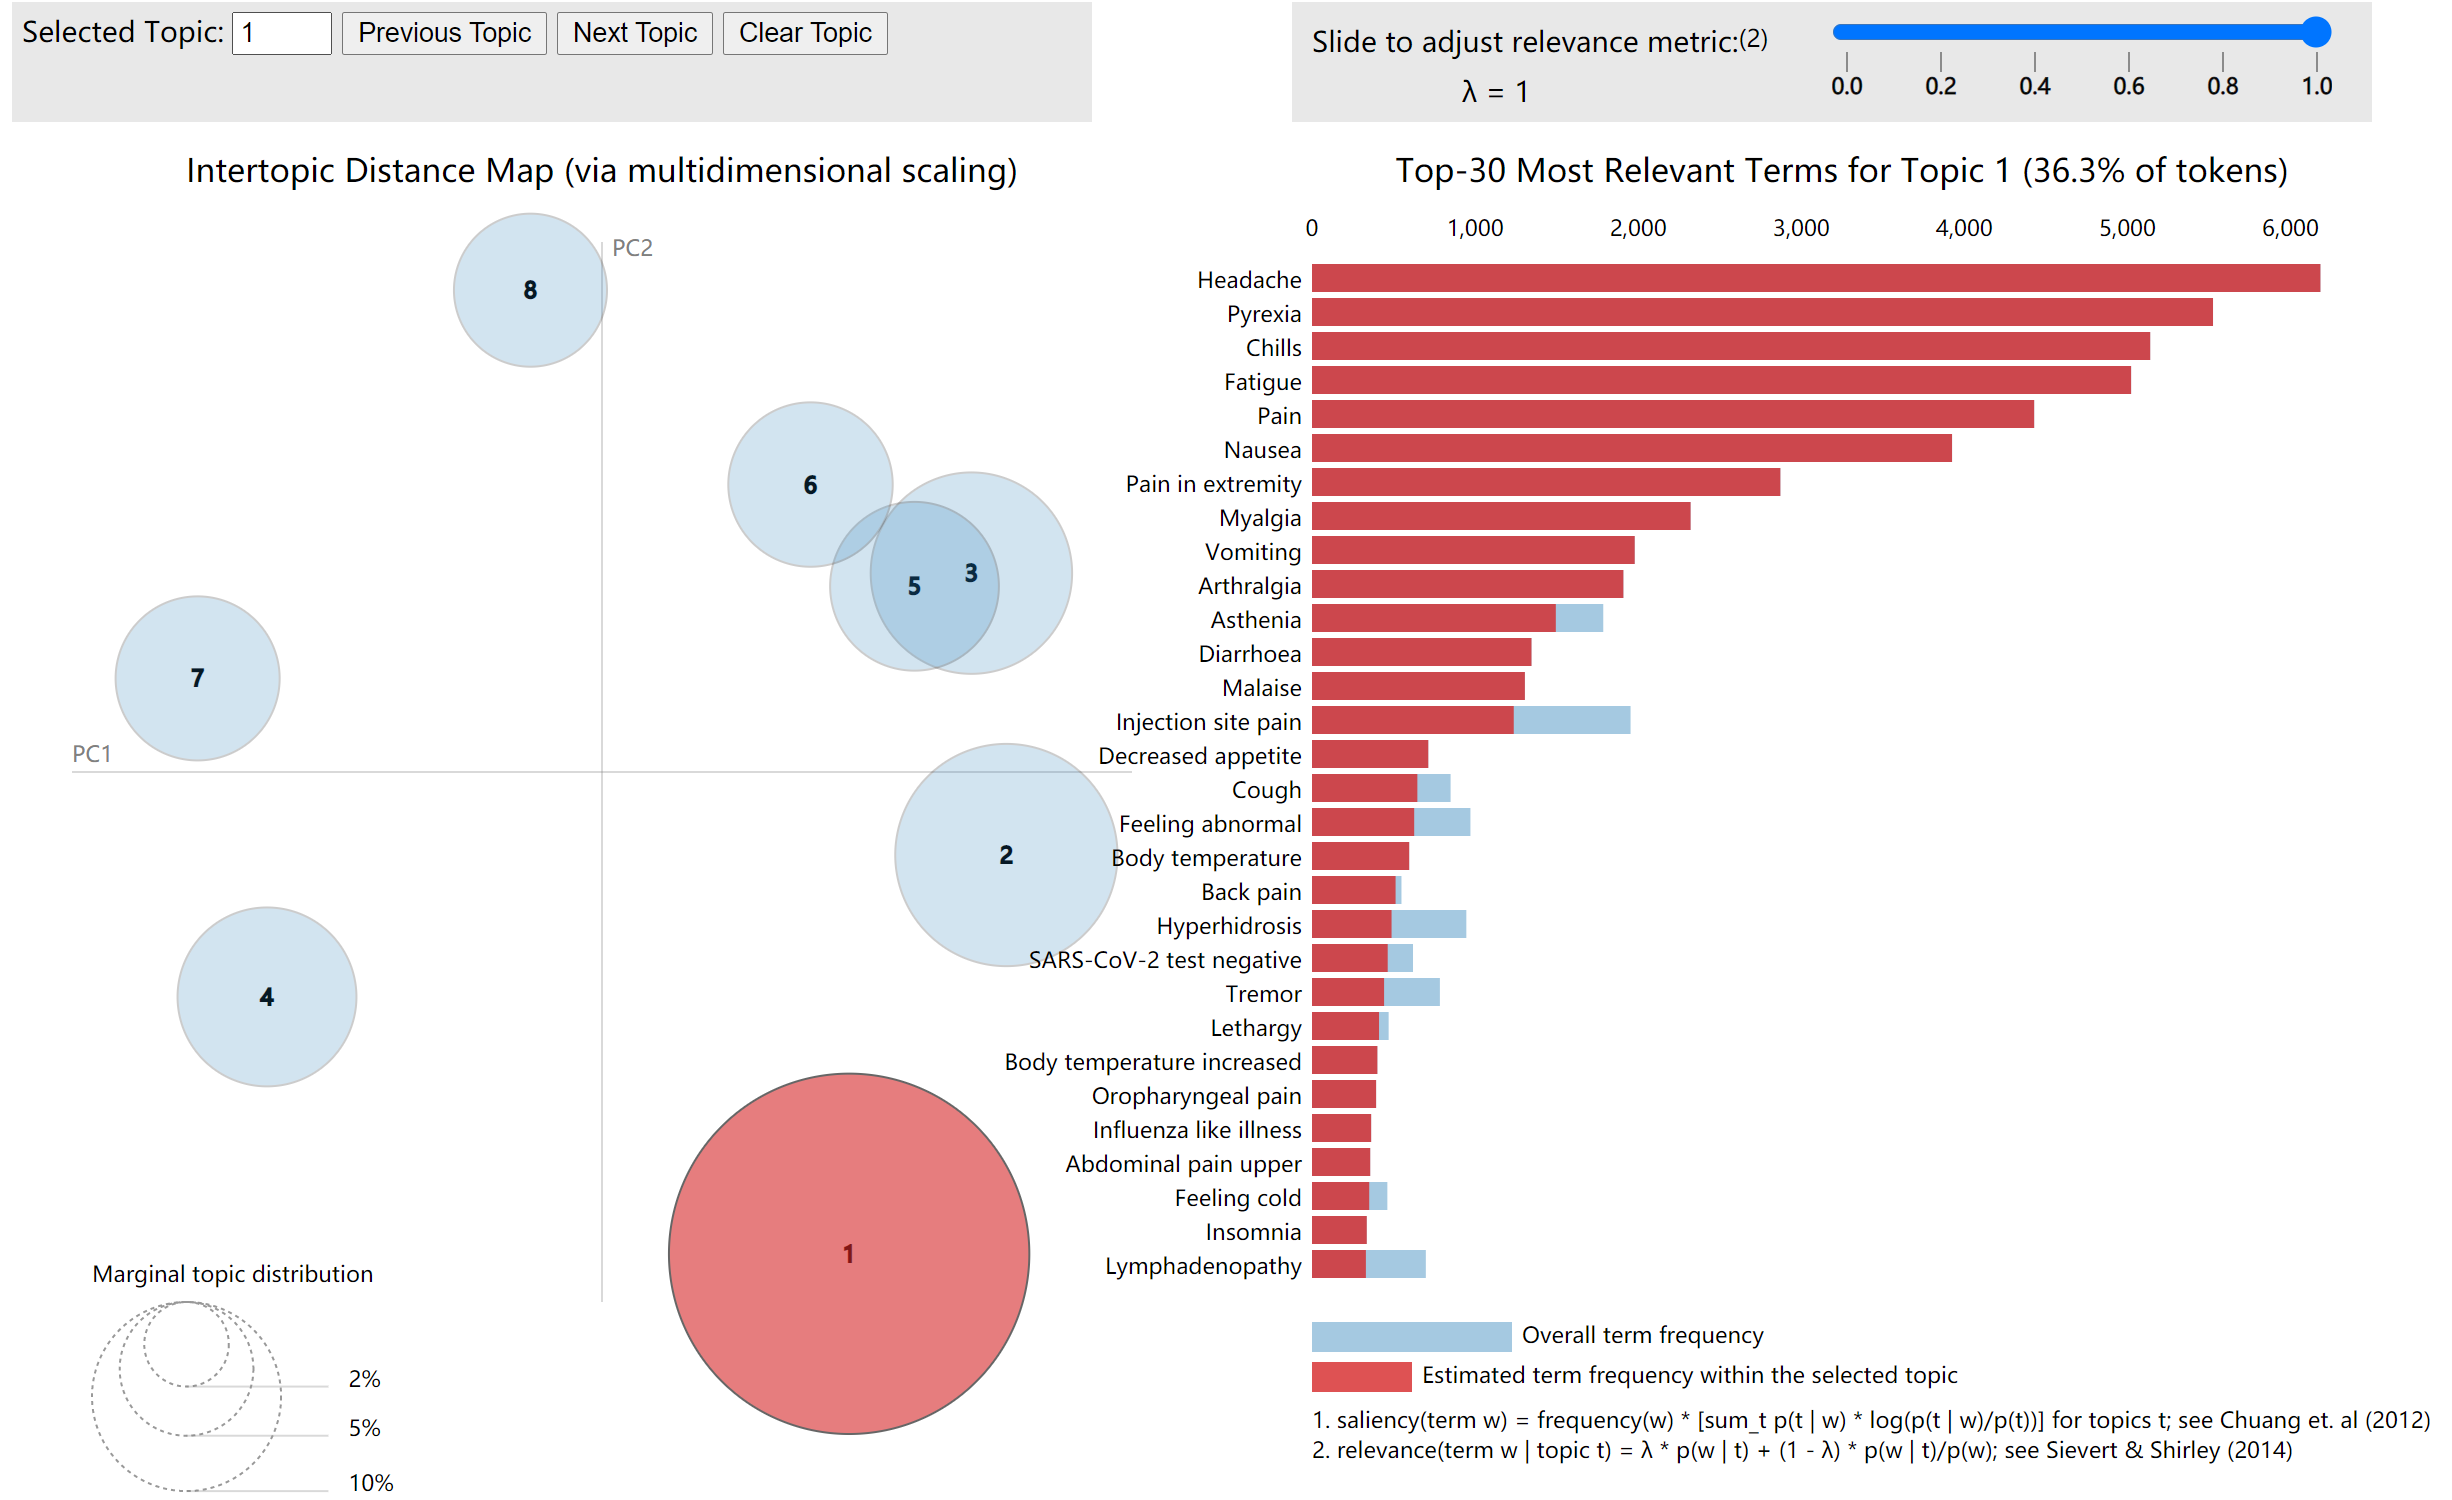 Selected Topic: 1 Previous Topic Next Topic Clear Topic
Slide to adjust relevance metric:(2)
λ = 1
0.0 0.2 0.4 0.6 0.8 1.0
Intertopic Distance Map (via multidimensional scaling)
PC2
PC1
8
6
5
3
7
2
4
1
Marginal topic distribution
2%
5%
10%
Top-30 Most Relevant Terms for Topic 1 (36.3% of tokens)
0 1,000 2,000 3,000 4,000 5,000 6,000
Headache
Pyrexia
Chills
Fatigue
Pain
Nausea
Pain in extremity
Myalgia
Vomiting
Arthralgia
Asthenia
Diarrhoea
Malaise
Injection site pain
Decreased appetite
Cough
Feeling abnormal
Body temperature
Back pain
Hyperhidrosis
SARS-CoV-2 test negative
Tremor
Lethargy
Body temperature increased
Oropharyngeal pain
Influenza like illness
Abdominal pain upper
Feeling cold
Insomnia
Lymphadenopathy
Overall term frequency
Estimated term frequency within the selected topic
1. saliency(term w) = frequency(w) * [sum_t p(t | w) * log(p(t | w)/p(t))] for topics t; see Chuang et. al (2012)
2. relevance(term w | topic t) = λ * p(w | t) + (1 - λ) * p(w | t)/p(w); see Sievert & Shirley (2014)